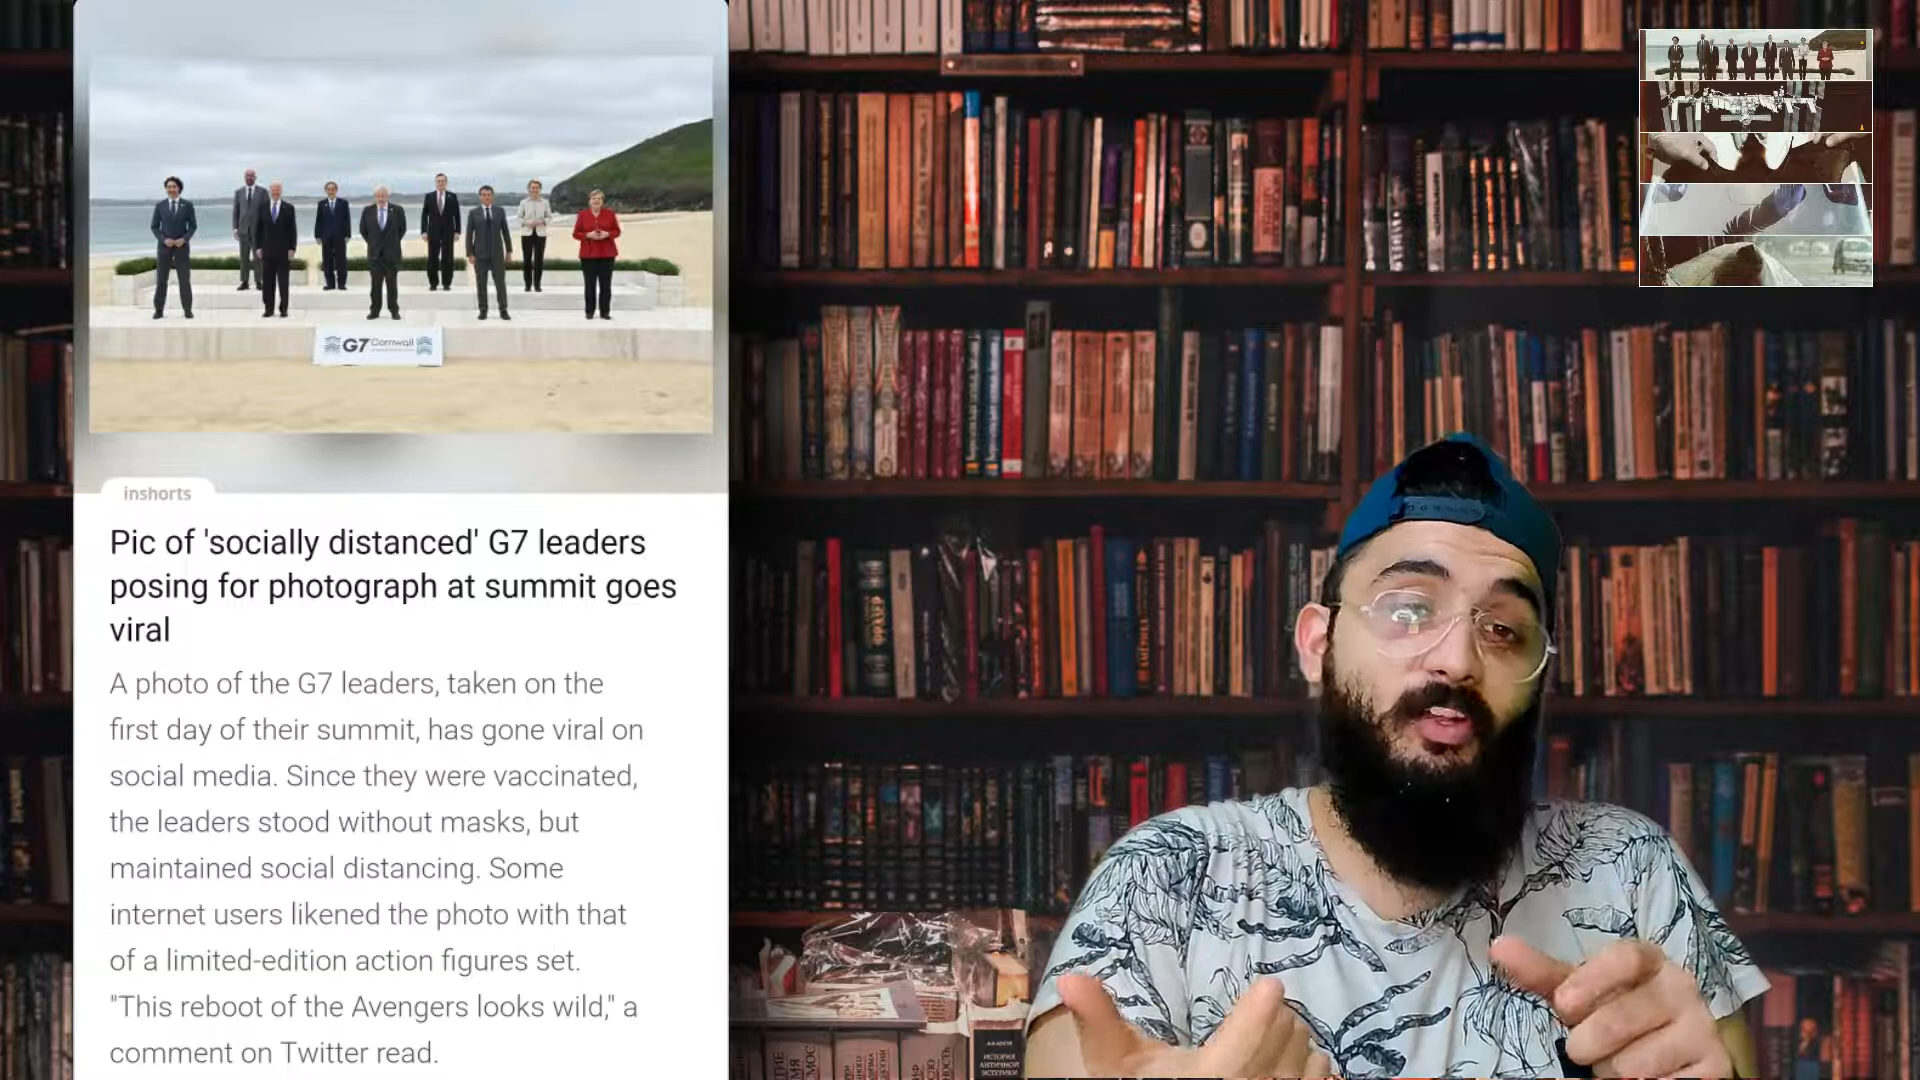 G7 Cornwall
inshorts
Pic of 'socially distanced' G7 leaders
posing for photograph at summit goes
viral
A photo of the G7 leaders, taken on the
first day of their summit, has gone viral on
social media. Since they were vaccinated,
the leaders stood without masks, but
maintained social distancing. Some
internet users likened the photo with that
of a limited-edition action figures set.
"This reboot of the Avengers looks wild," a
comment on Twitter read.
ИСТОРИЯ
АНТИЧНОЙ
ЭСТЕТИКИ